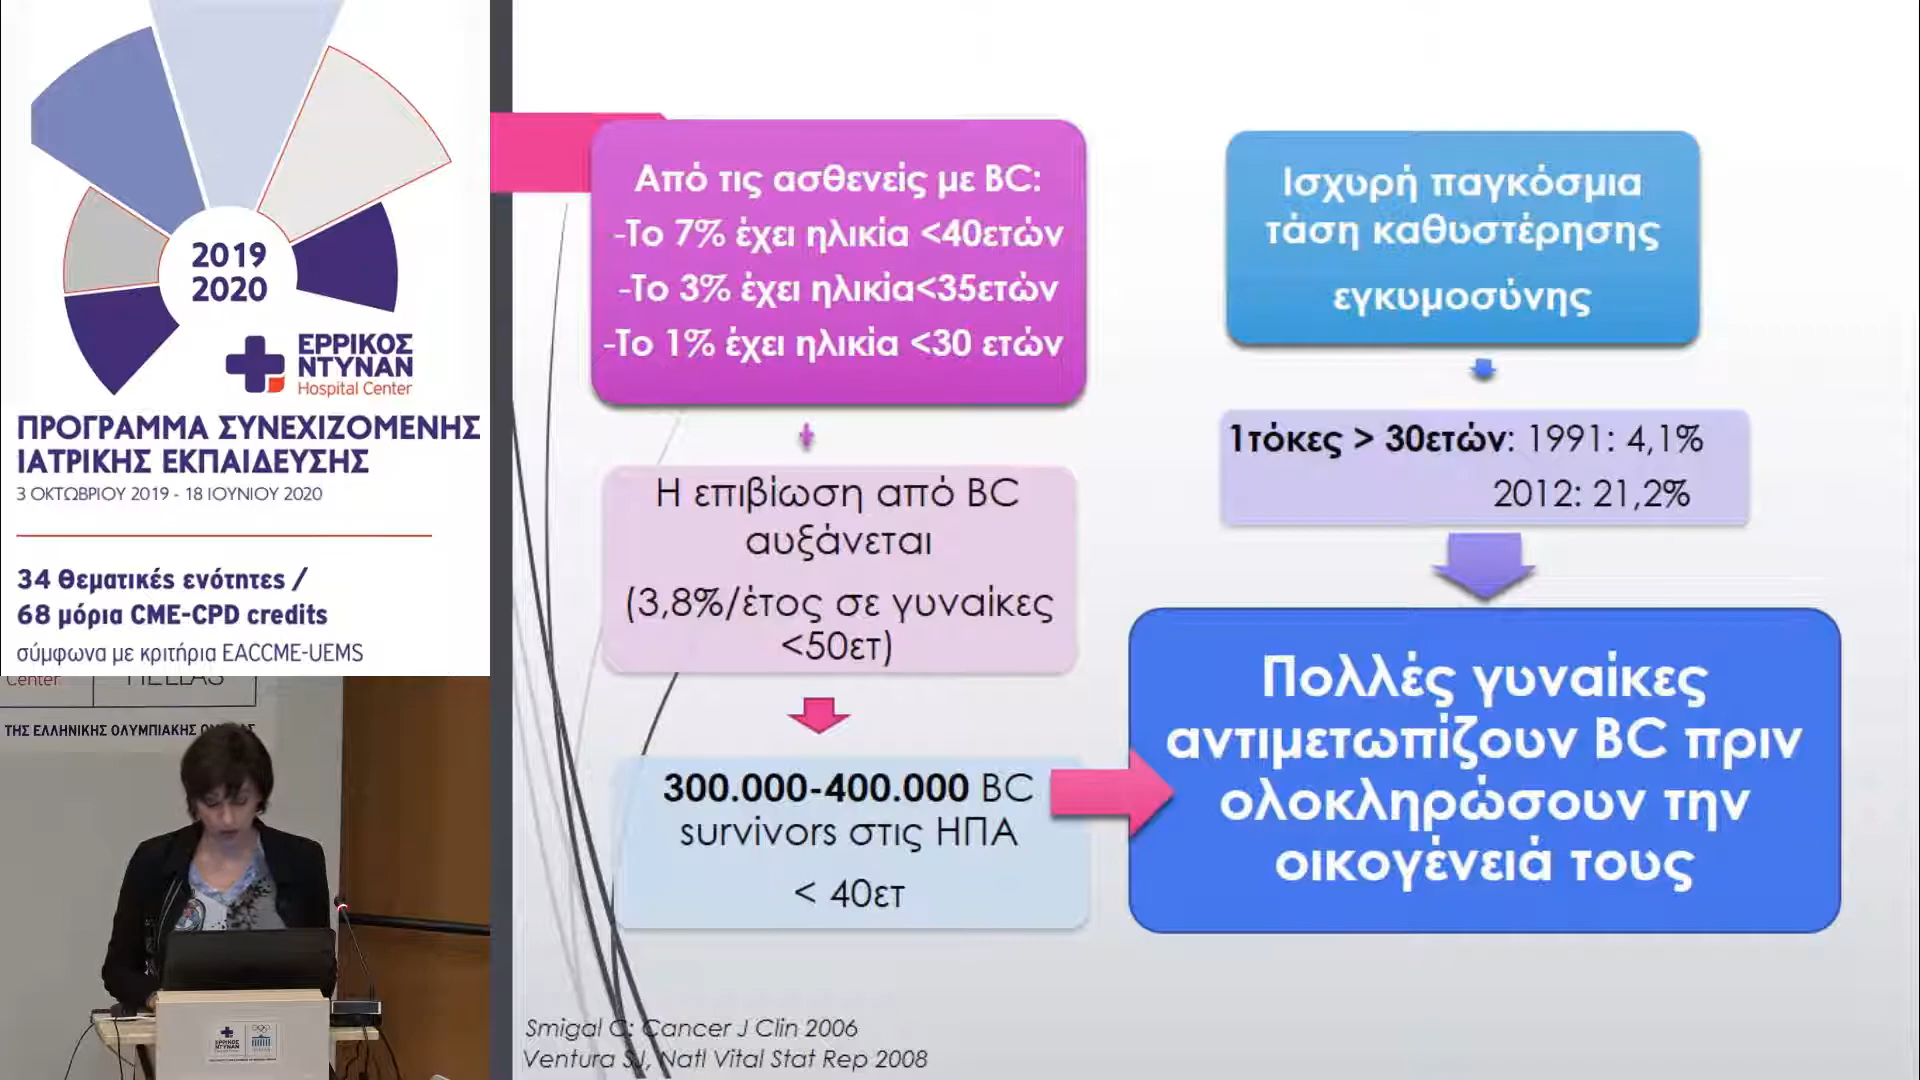 2019
2020
ΕΡΡΙΚΟΣ
ΝΤΥΝΑΝ
Hospital Center
ΠΡΟΓΡΑΜΜΑ ΣΥΝΕΧΙΖΟΜΕΝΗΣ
ΙΑΤΡΙΚΗΣ ΕΚΠΑΙΔΕΥΣΗΣ
3 ΟΚΤΩΒΡΙΟΥ 2019 - 18 ΙΟΥΝΙΟΥ 2020
34 θεματικές ενότητες /
68 μόρια CME-CPD credits
σύμφωνα με κριτήρια EACCME-UEMS
Center
HELLAS
ΤΗΣ ΕΛΛΗΝΙΚΗΣ ΟΛΥΜΠΙΑΚΗΣ
ΕΡΡΙΚΟΣ
ΝΤΥΝΑΝ
Από τις ασθενείς με BC:
-Το 7% έχει ηλικία <40ετών
-Το 3% έχει ηλικία<35ετών
-Το 1% έχει ηλικία <30 ετών
Η επιβίωση από BC
αυξάνεται
(3,8%/έτος σε γυναίκες
<50ετ)
300.000-400.000 BC
survivors στις ΗΠΑ
< 40ετ
Ισχυρή παγκόσμια
τάση καθυστέρησης
εγκυμοσύνης
1τόκες > 30ετών: 1991: 4,1%
2012: 21,2%
Πολλές γυναίκες
αντιμετωπίζουν BC πριν
ολοκληρώσουν την
οικογένειά τους
Smigal C; Cancer J Clin 2006
Ventura SJ, Natl Vital Stat Rep 2008